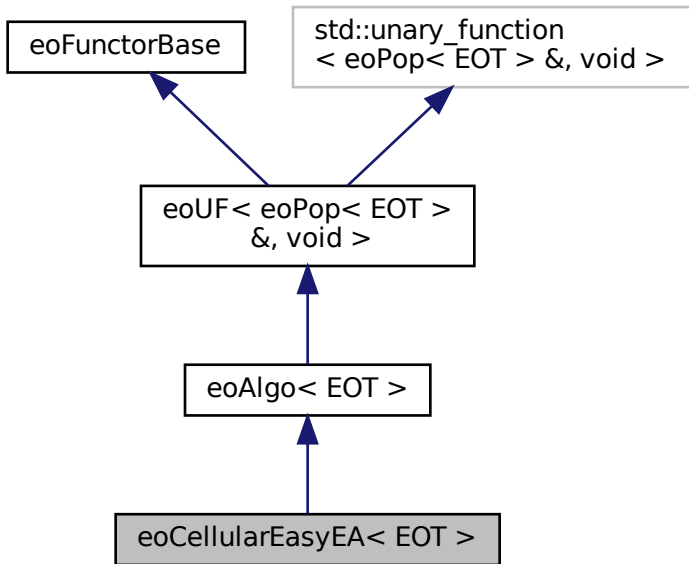 eoFunctorBase
std::unary_function
< eoPop< EOT > &, void >
eoUF< eoPop< EOT >
&, void >
eoAlgo< EOT >
eoCellularEasyEA< EOT >